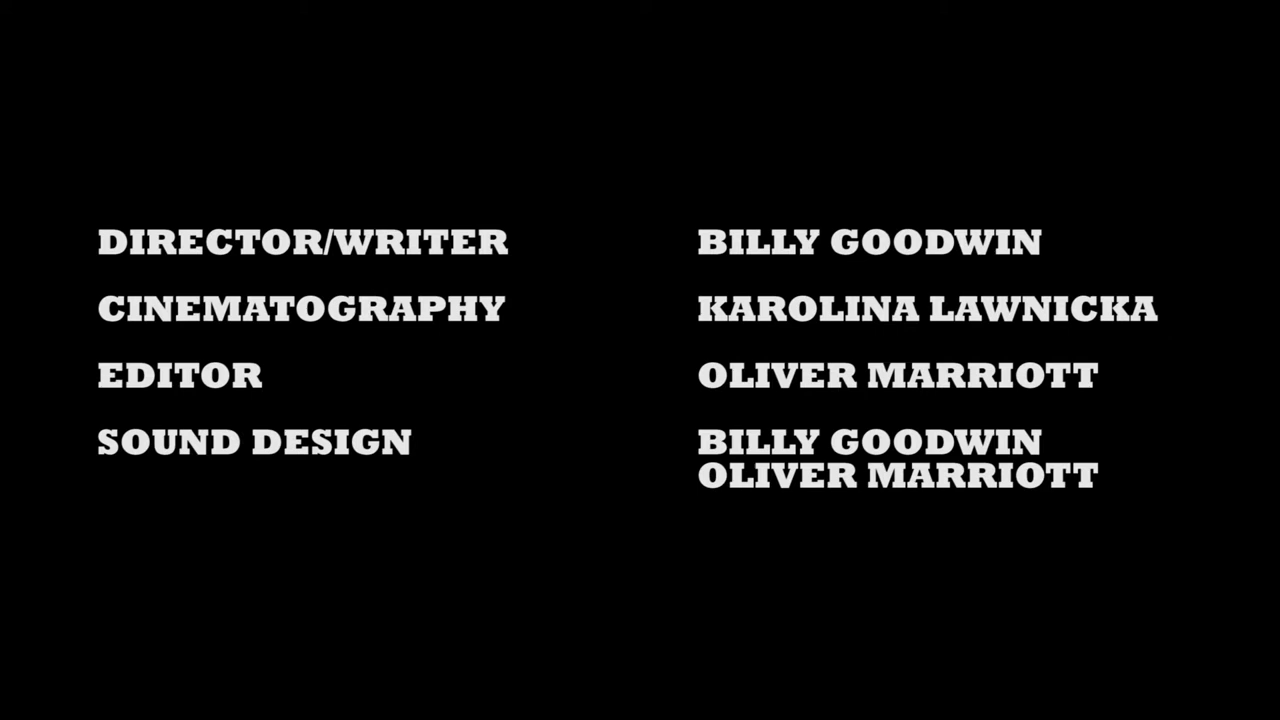 DIRECTOR/WRITER BILLY GOODWIN
CINEMATOGRAPHY KAROLINA LAWNICKA
EDITOR OLIVER MARRIOTT
SOUND DESIGN BILLY GOODWIN
OLIVER MARRIOTT